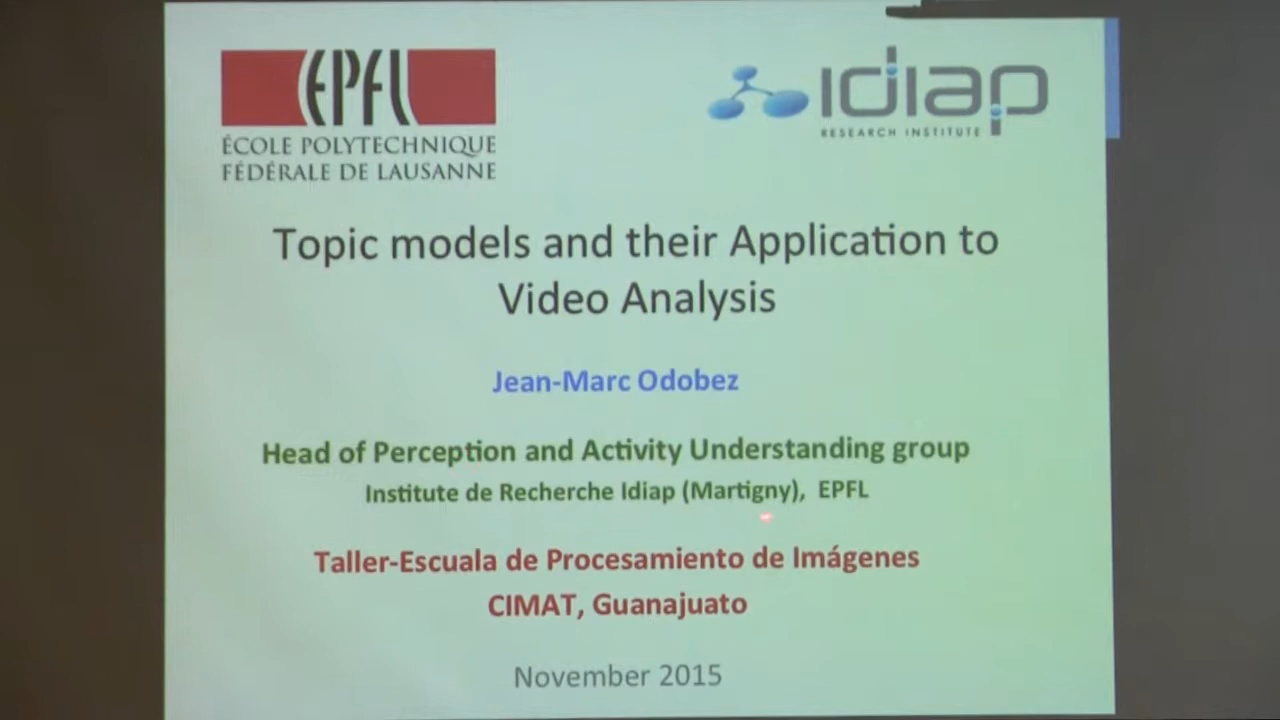 EPFL
ÉCOLE POLYTECHNIQUE
FÉDÉRALE DE LAUSANNE
idiap
RESEARCH INSTITUTE
Topic models and their Application to
Video Analysis
Jean-Marc Odobez
Head of Perception and Activity Understanding group
Institute de Recherche Idiap (Martigny), EPFL
Taller-Escuala de Procesamiento de Imágenes
CIMAT, Guanajuato
November 2015